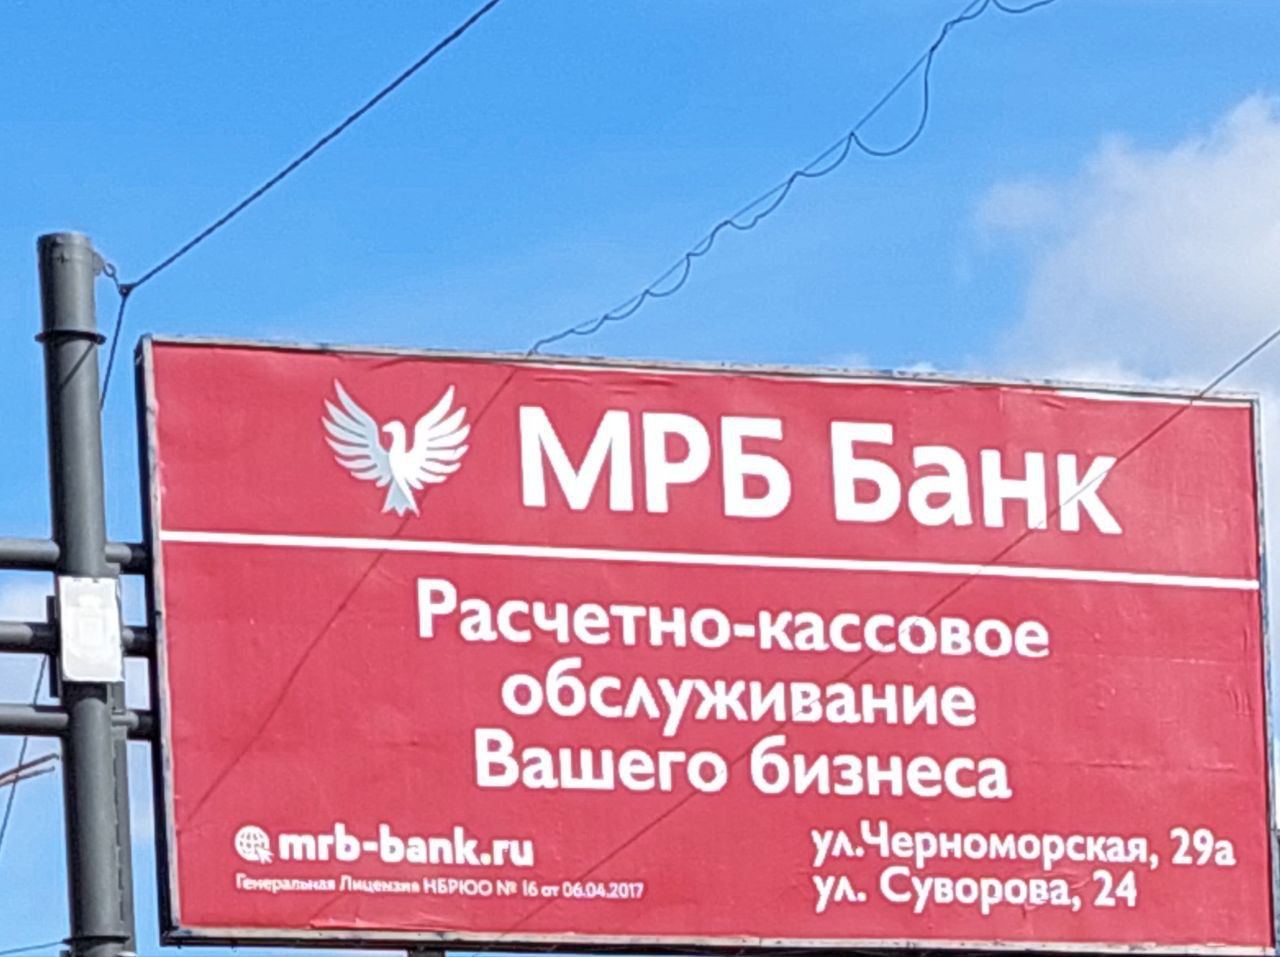 МРБ Банк
Расчетно-кассовое
обслуживание
Вашего бизнеса
mrb-bank.ru
Генеральная Лицензия НБРЮО № 16 от 06.04.2017
ул.Черноморская, 29а
ул. Суворова, 24